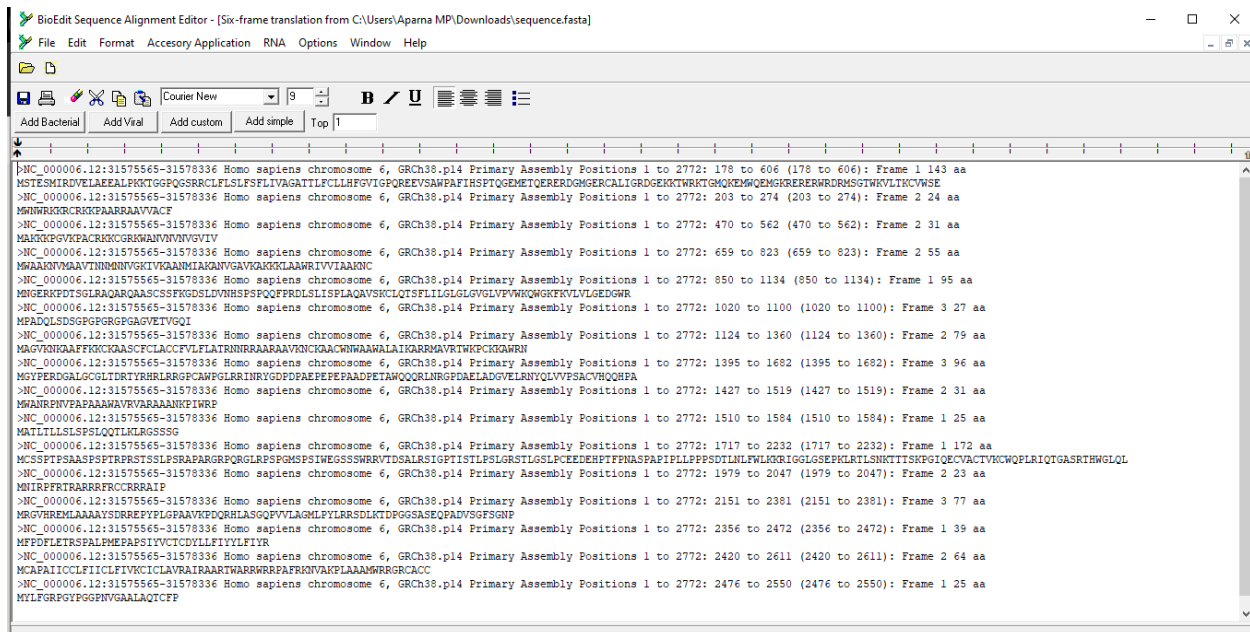 BioEdit Sequence Alignment Editor - [Six-frame translation from C:\Users\Aparna MP\Downloads\sequence.fasta]
File Edit Format Accesory Application RNA Options Window Help
Courier New 9 B I U
Add Bacterial Add Viral Add custom Add simple Top 1
>NC_000006.12:31575565-31578336 Homo sapiens chromosome 6, GRCh38.p14 Primary Assembly Positions 1 to 2772: 178 to 606 (178 to 606): Frame 1 143 aa
MSTESMIRDVELAEEALPKKTGGPQGSRRCLFLSLFSFLIVAGATILFCLLHFGVIGPQREEVSAWPAFIHSPTQGEMETQERERDGMGERCALIGRDGEKKTWRKTGMQKEMWQEMGKRERERWRDRMSGTWKVLTKCVWSE
>NC_000006.12:31575565-31578336 Homo sapiens chromosome 6, GRCh38.p14 Primary Assembly Positions 1 to 2772: 203 to 274 (203 to 274): Frame 2 24 aa
MWNWRKKRCRKKPAARRAAVVACF
>NC_000006.12:31575565-31578336 Homo sapiens chromosome 6, GRCh38.p14 Primary Assembly Positions 1 to 2772: 470 to 562 (470 to 562): Frame 2 31 aa
MAKKKPGVKPACRKKCGRKWANVNVNVGVIV
>NC_000006.12:31575565-31578336 Homo sapiens chromosome 6, GRCh38.p14 Primary Assembly Positions 1 to 2772: 659 to 823 (659 to 823): Frame 2 55 aa
MWAAKNVMAAVTNNMNNVGKIVKAANMIAKANVGAVKAKKKLAAWRIVVIAAKNC
>NC_000006.12:31575565-31578336 Homo sapiens chromosome 6, GRCh38.p14 Primary Assembly Positions 1 to 2772: 850 to 1134 (850 to 1134): Frame 1 95 aa
MNGERKPDTSGLRAQARQAASCSSFKGDSLDVNHSPSPQQFPRDLSLISPLAQAVSKCLQTSFLILGLGLGVGLVPVWKQWGKFKVLVLGEDGWR
>NC_000006.12:31575565-31578336 Homo sapiens chromosome 6, GRCh38.p14 Primary Assembly Positions 1 to 2772: 1020 to 1100 (1020 to 1100): Frame 3 27 aa
MPADQLSDSGPGPGRGPGAGVETVGQI
>NC_000006.12:31575565-31578336 Homo sapiens chromosome 6, GRCh38.p14 Primary Assembly Positions 1 to 2772: 1124 to 1360 (1124 to 1360): Frame 2 79 aa
MAGVKNKAAFFKKCKAASCFCLACCFVLFLATRNNRRAARAAVKNCKAACWNWAAWALAIKARRMAVRTWKPCKKAWRN
>NC_000006.12:31575565-31578336 Homo sapiens chromosome 6, GRCh38.p14 Primary Assembly Positions 1 to 2772: 1395 to 1682 (1395 to 1682): Frame 3 96 aa
MGYPERDGALGCGLTDRTYRHRLRRGPCAWPGLRRINRYGDPDPAEPEPEPAADPETAWQQQRLNRGPDAELADGVELRNYQLVVPSACVHQQHPA
>NC_000006.12:31575565-31578336 Homo sapiens chromosome 6, GRCh38.p14 Primary Assembly Positions 1 to 2772: 1427 to 1519 (1427 to 1519): Frame 2 31 aa
MWANRPNVPAPAAAWAVRVARAAANKPIWRP
>NC_000006.12:31575565-31578336 Homo sapiens chromosome 6, GRCh38.p14 Primary Assembly Positions 1 to 2772: 1510 to 1584 (1510 to 1584): Frame 1 25 aa
MATLTLLSLSPSLQQTLKLRGSSSG
>NC_000006.12:31575565-31578336 Homo sapiens chromosome 6, GRCh38.p14 Primary Assembly Positions 1 to 2772: 1717 to 2232 (1717 to 2232): Frame 1 172 aa
MCSSPTPSAASPSPTRPRSTSSLPSRAPARGRPQRGLRPSPGMSPSIWEGSSSWRRVTDSALRSIGPTISTLPSLGRSTLGSLPCEEDEHPTFPNASPAPIPLLPPPSDTLNLFWLKKRIGGLGSEPKLRTLSNKTTTSKPGIQECVACTVKCWQPLRIQTGASRTHWGLQL
>NC_000006.12:31575565-31578336 Homo sapiens chromosome 6, GRCh38.p14 Primary Assembly Positions 1 to 2772: 1979 to 2047 (1979 to 2047): Frame 2 23 aa
MNIRPFRTRARRRFRCCRRRAIP
>NC_000006.12:31575565-31578336 Homo sapiens chromosome 6, GRCh38.p14 Primary Assembly Positions 1 to 2772: 2151 to 2381 (2151 to 2381): Frame 3 77 aa
MRGVHREMLAAAAYSDRREPYPLGPAAVKPDQRHLASGQPVVLAGMLPYLRRSDLKTDPGGSASEQPADVSGFSGNP
>NC_000006.12:31575565-31578336 Homo sapiens chromosome 6, GRCh38.p14 Primary Assembly Positions 1 to 2772: 2356 to 2472 (2356 to 2472): Frame 1 39 aa
MFPDFLETRSPALPMEPAPSIYVCTCDYLLFIYYLFIYR
>NC_000006.12:31575565-31578336 Homo sapiens chromosome 6, GRCh38.p14 Primary Assembly Positions 1 to 2772: 2420 to 2611 (2420 to 2611): Frame 2 64 aa
MCAPAIICCLFIICLFIVKCICLAVRAIRAARTWARRWRRPAFRKNVAKPLAAAMWRRGRCACC
>NC_000006.12:31575565-31578336 Homo sapiens chromosome 6, GRCh38.p14 Primary Assembly Positions 1 to 2772: 2476 to 2550 (2476 to 2550): Frame 1 25 aa
MYLFGRPGYPGGPNVGAALAQTCFP